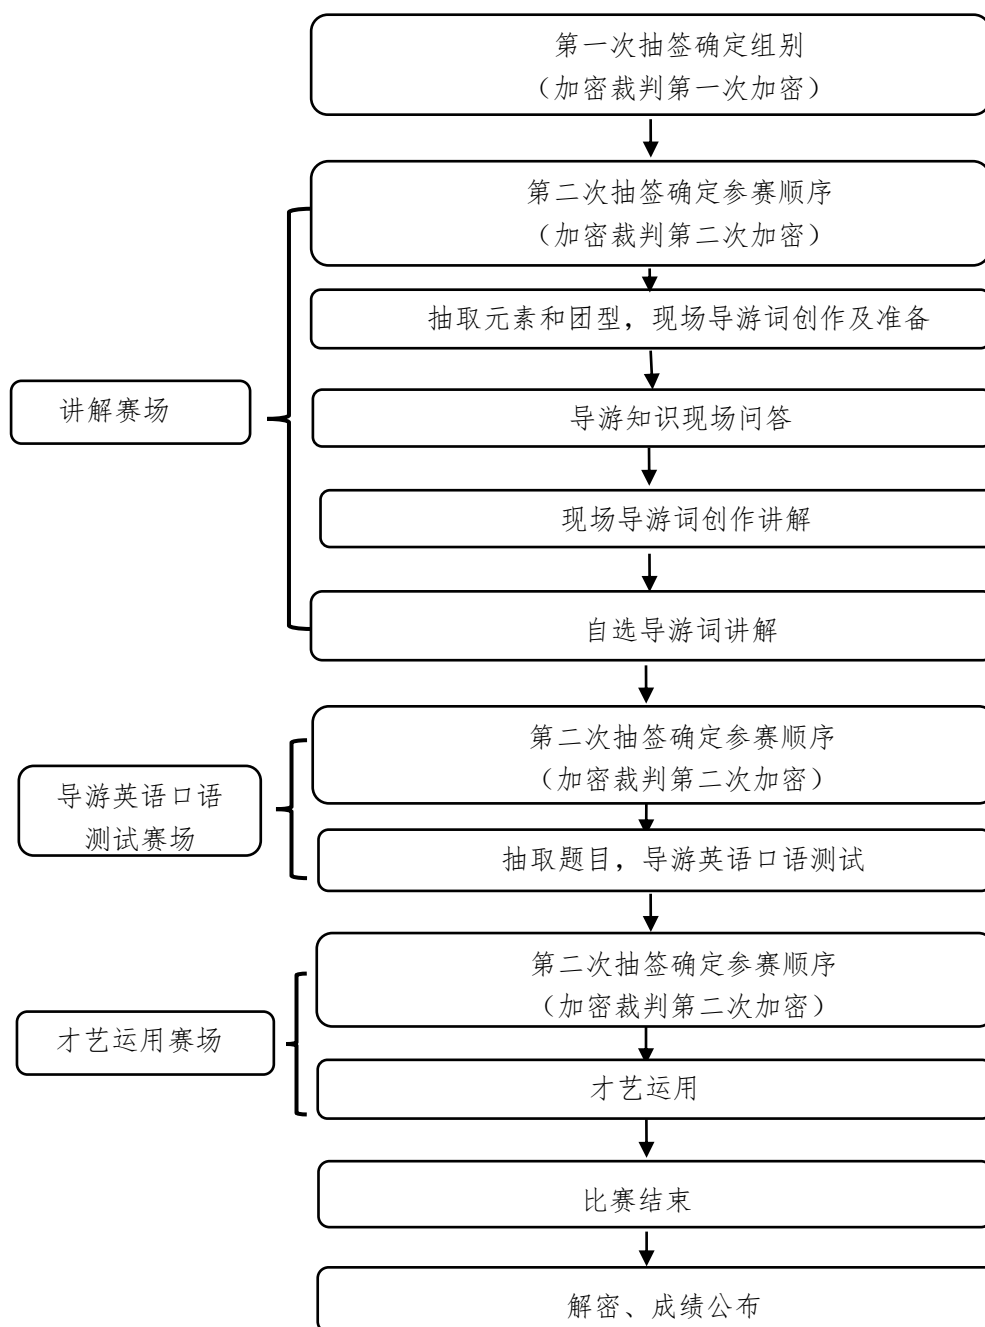 第一次抽签确定组别
（加密裁判第一次加密）
第二次抽签确定参赛顺序
（加密裁判第二次加密）
抽取元素和团型，现场导游词创作及准备
讲解赛场
导游知识现场问答
现场导游词创作讲解
自选导游词讲解
第二次抽签确定参赛顺序
（加密裁判第二次加密）
导游英语口语
测试赛场
抽取题目，导游英语口语测试
第二次抽签确定参赛顺序
（加密裁判第二次加密）
才艺运用赛场
才艺运用
比赛结束
解密、成绩公布